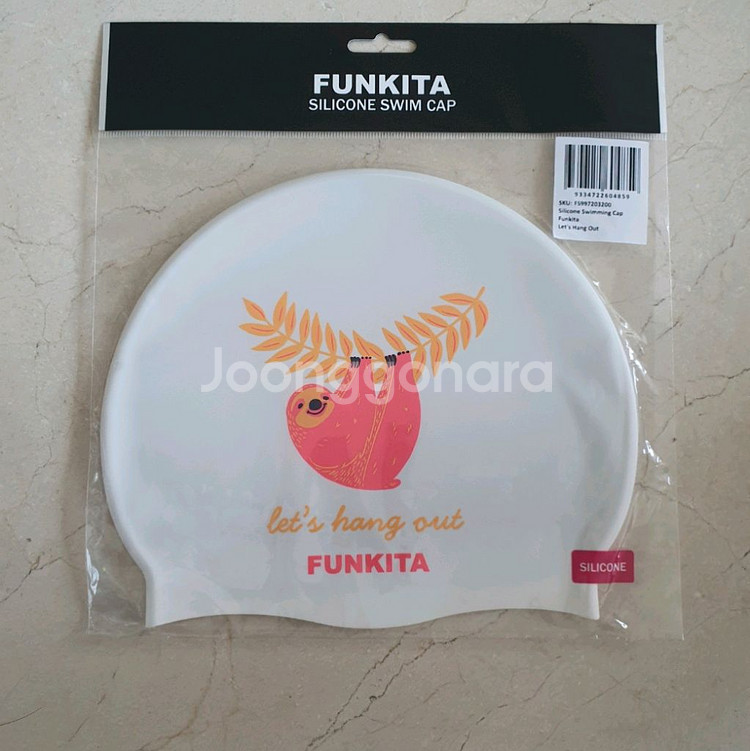 FUNKITA
SILICONE SWIM CAP
9334722604859
SKU: FS997203200
Silicone Swimming Cap
Funkita
Let's Hang Out
Joonggonara
let's hang out
FUNKITA
SILICONE